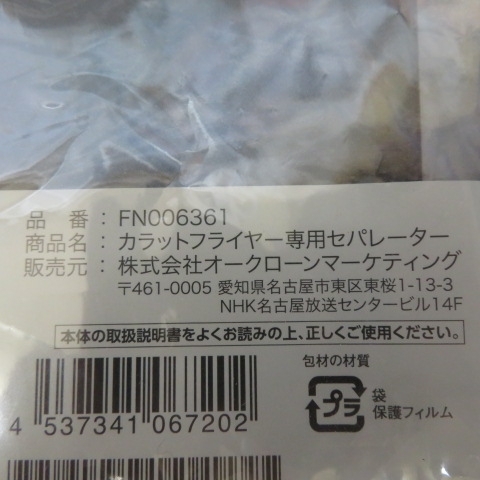 品 番：FN006361
商品名：カラットフライヤー専用セパレーター
販売元：株式会社オークローンマーケティング
〒461-0005 愛知県名古屋市東区東桜1-13-3
NHK名古屋放送センタービル14F
本体の取扱説明書をよくお読みの上、正しくご使用ください。
包材の材質
プラ
袋
保護フィルム
4 537341 067202